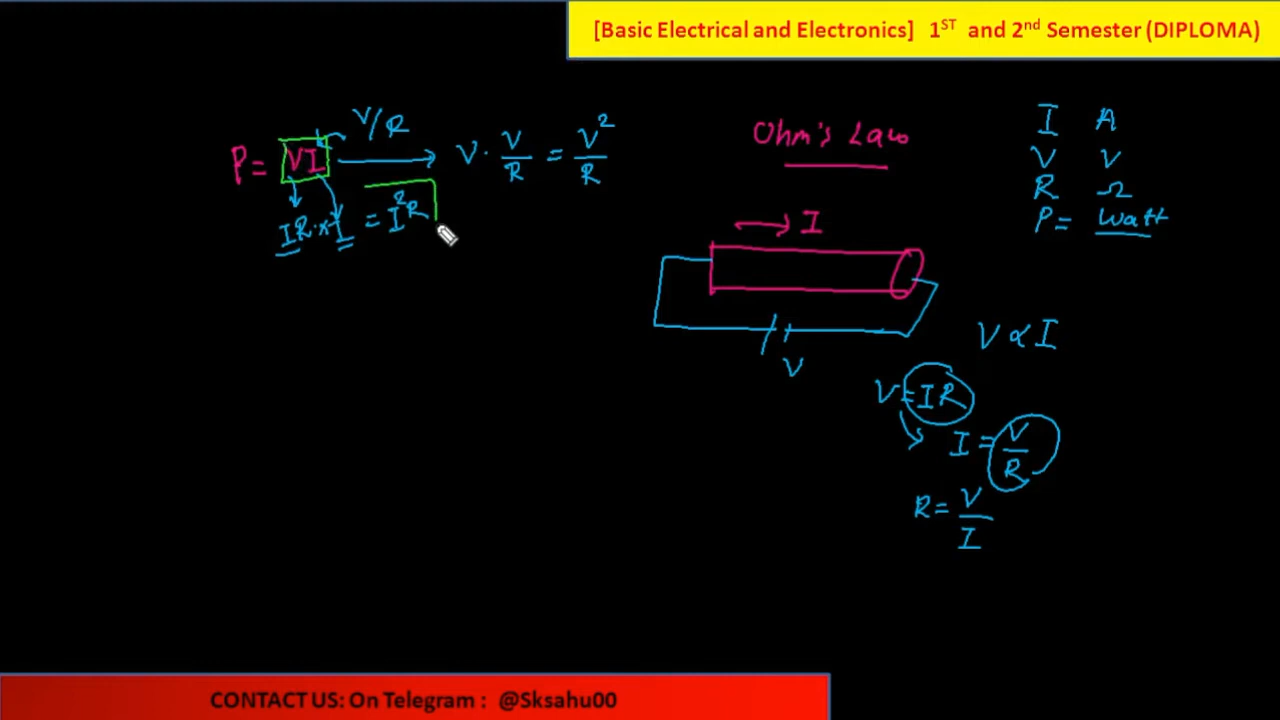 [Basic Electrical and Electronics] 1ST and 2nd Semester (DIPLOMA)
V/R
P= VI → V · V/R = V²/R
IR × I = I²R
Ohm's Law
I A
V V
R Ω
P= Watt
→ I
V
V ∝ I
V = IR
I = V/R
R = V/I
CONTACT US: On Telegram : @Sksahu00